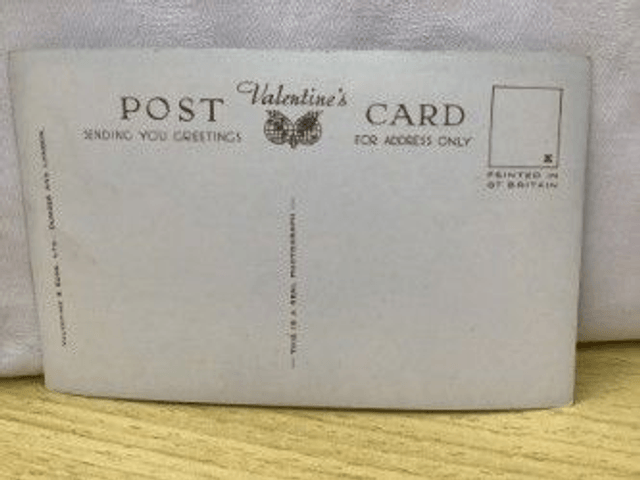 Valentine's
POST CARD
SENDING YOU GREETINGS
FOR ADDRESS ONLY
K
PRINTED IN
GT BRITAIN
VALENTINE & SONS, LTD. DUNDEE AND LONDON.
— THIS IS A REAL PHOTOGRAPH —